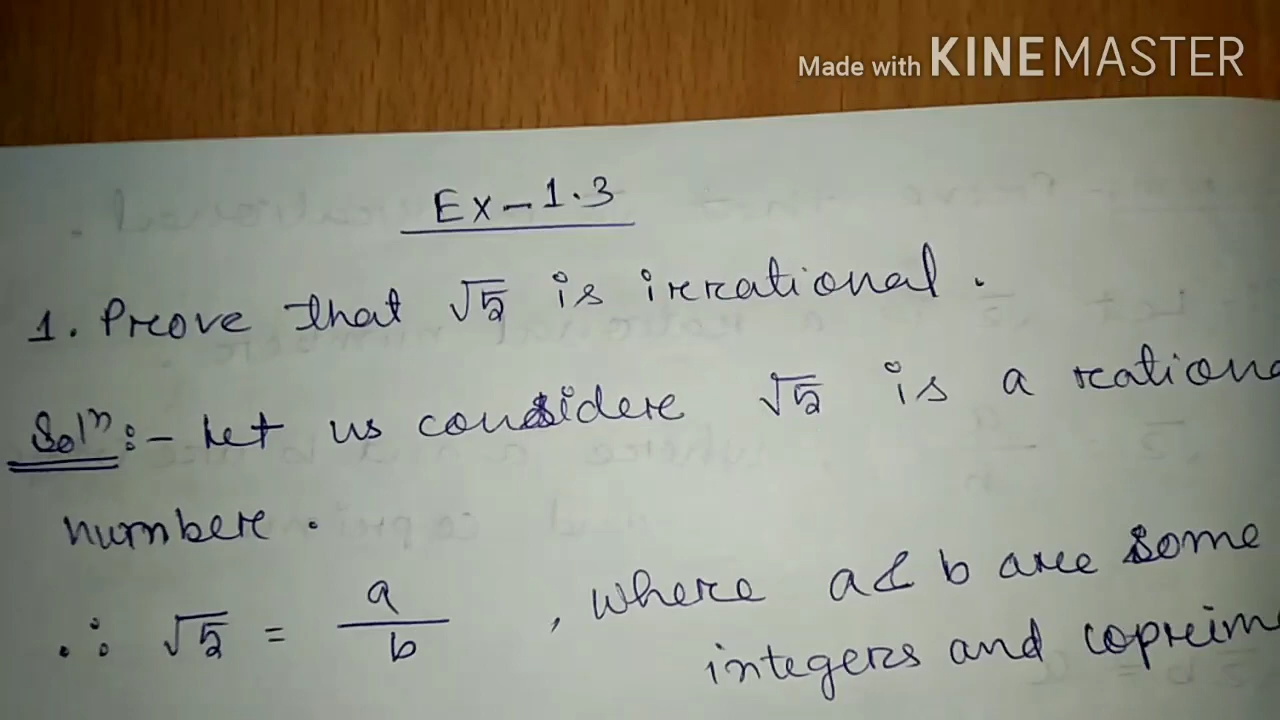 Made with KINEMASTER
Ex - 1.3
1. Prove that √5 is irrational.
Solⁿ :- Let us consider √5 is a rationa
number.
∴ √5 = a/b , where a & b are some
integers and coprim